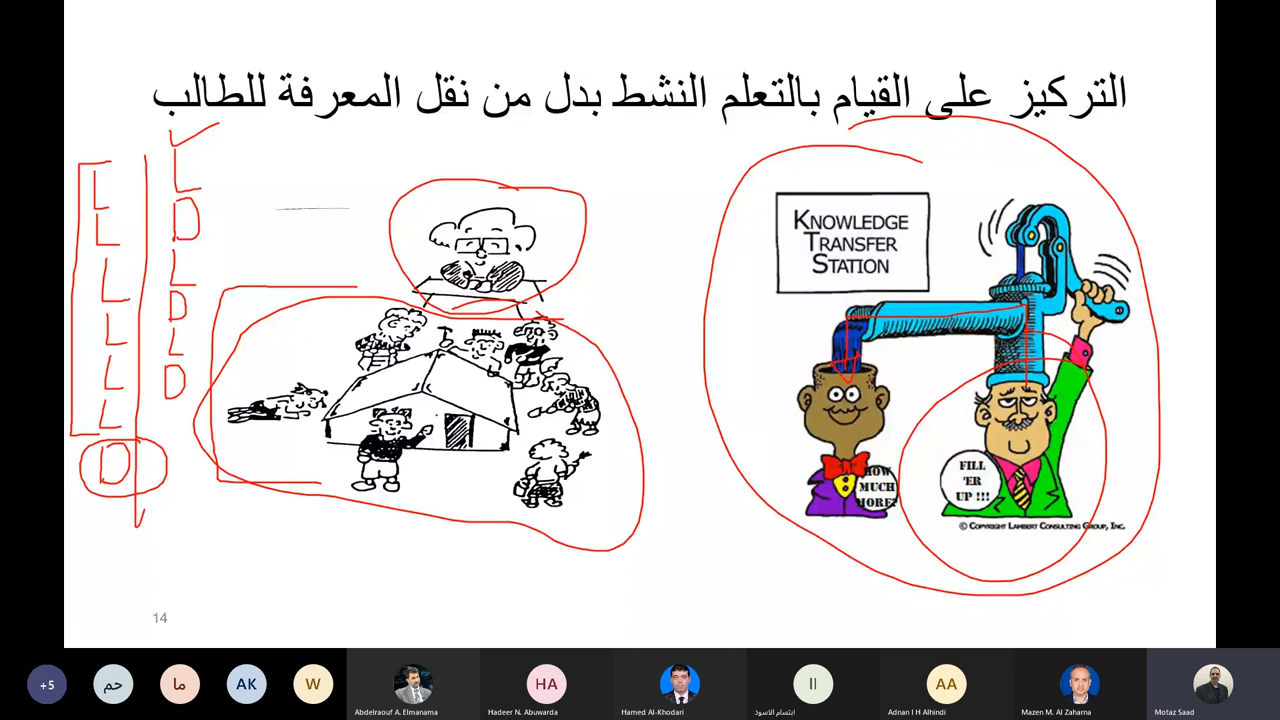 التركيز على القيام بالتعلم النشط بدل من نقل المعرفة للطالب
KNOWLEDGE
TRANSFER
STATION
HOW
MUCH
MORE?
FILL
'ER
UP !!!
© COPYRIGHT LAMBERT CONSULTING GROUP, INC.
L
L
L
L
L
L
D
L
D
L
D
L
D
14
+5
حم
ما
AK
W
Abdelraouf A. Elmanama
HA
Hadeer N. Abuwarda
Hamed Al-Khodari
اا
ابتسام الاسود
AA
Adnan I H Alhindi
Mazen M. Al Zaharna
Motaz Saad